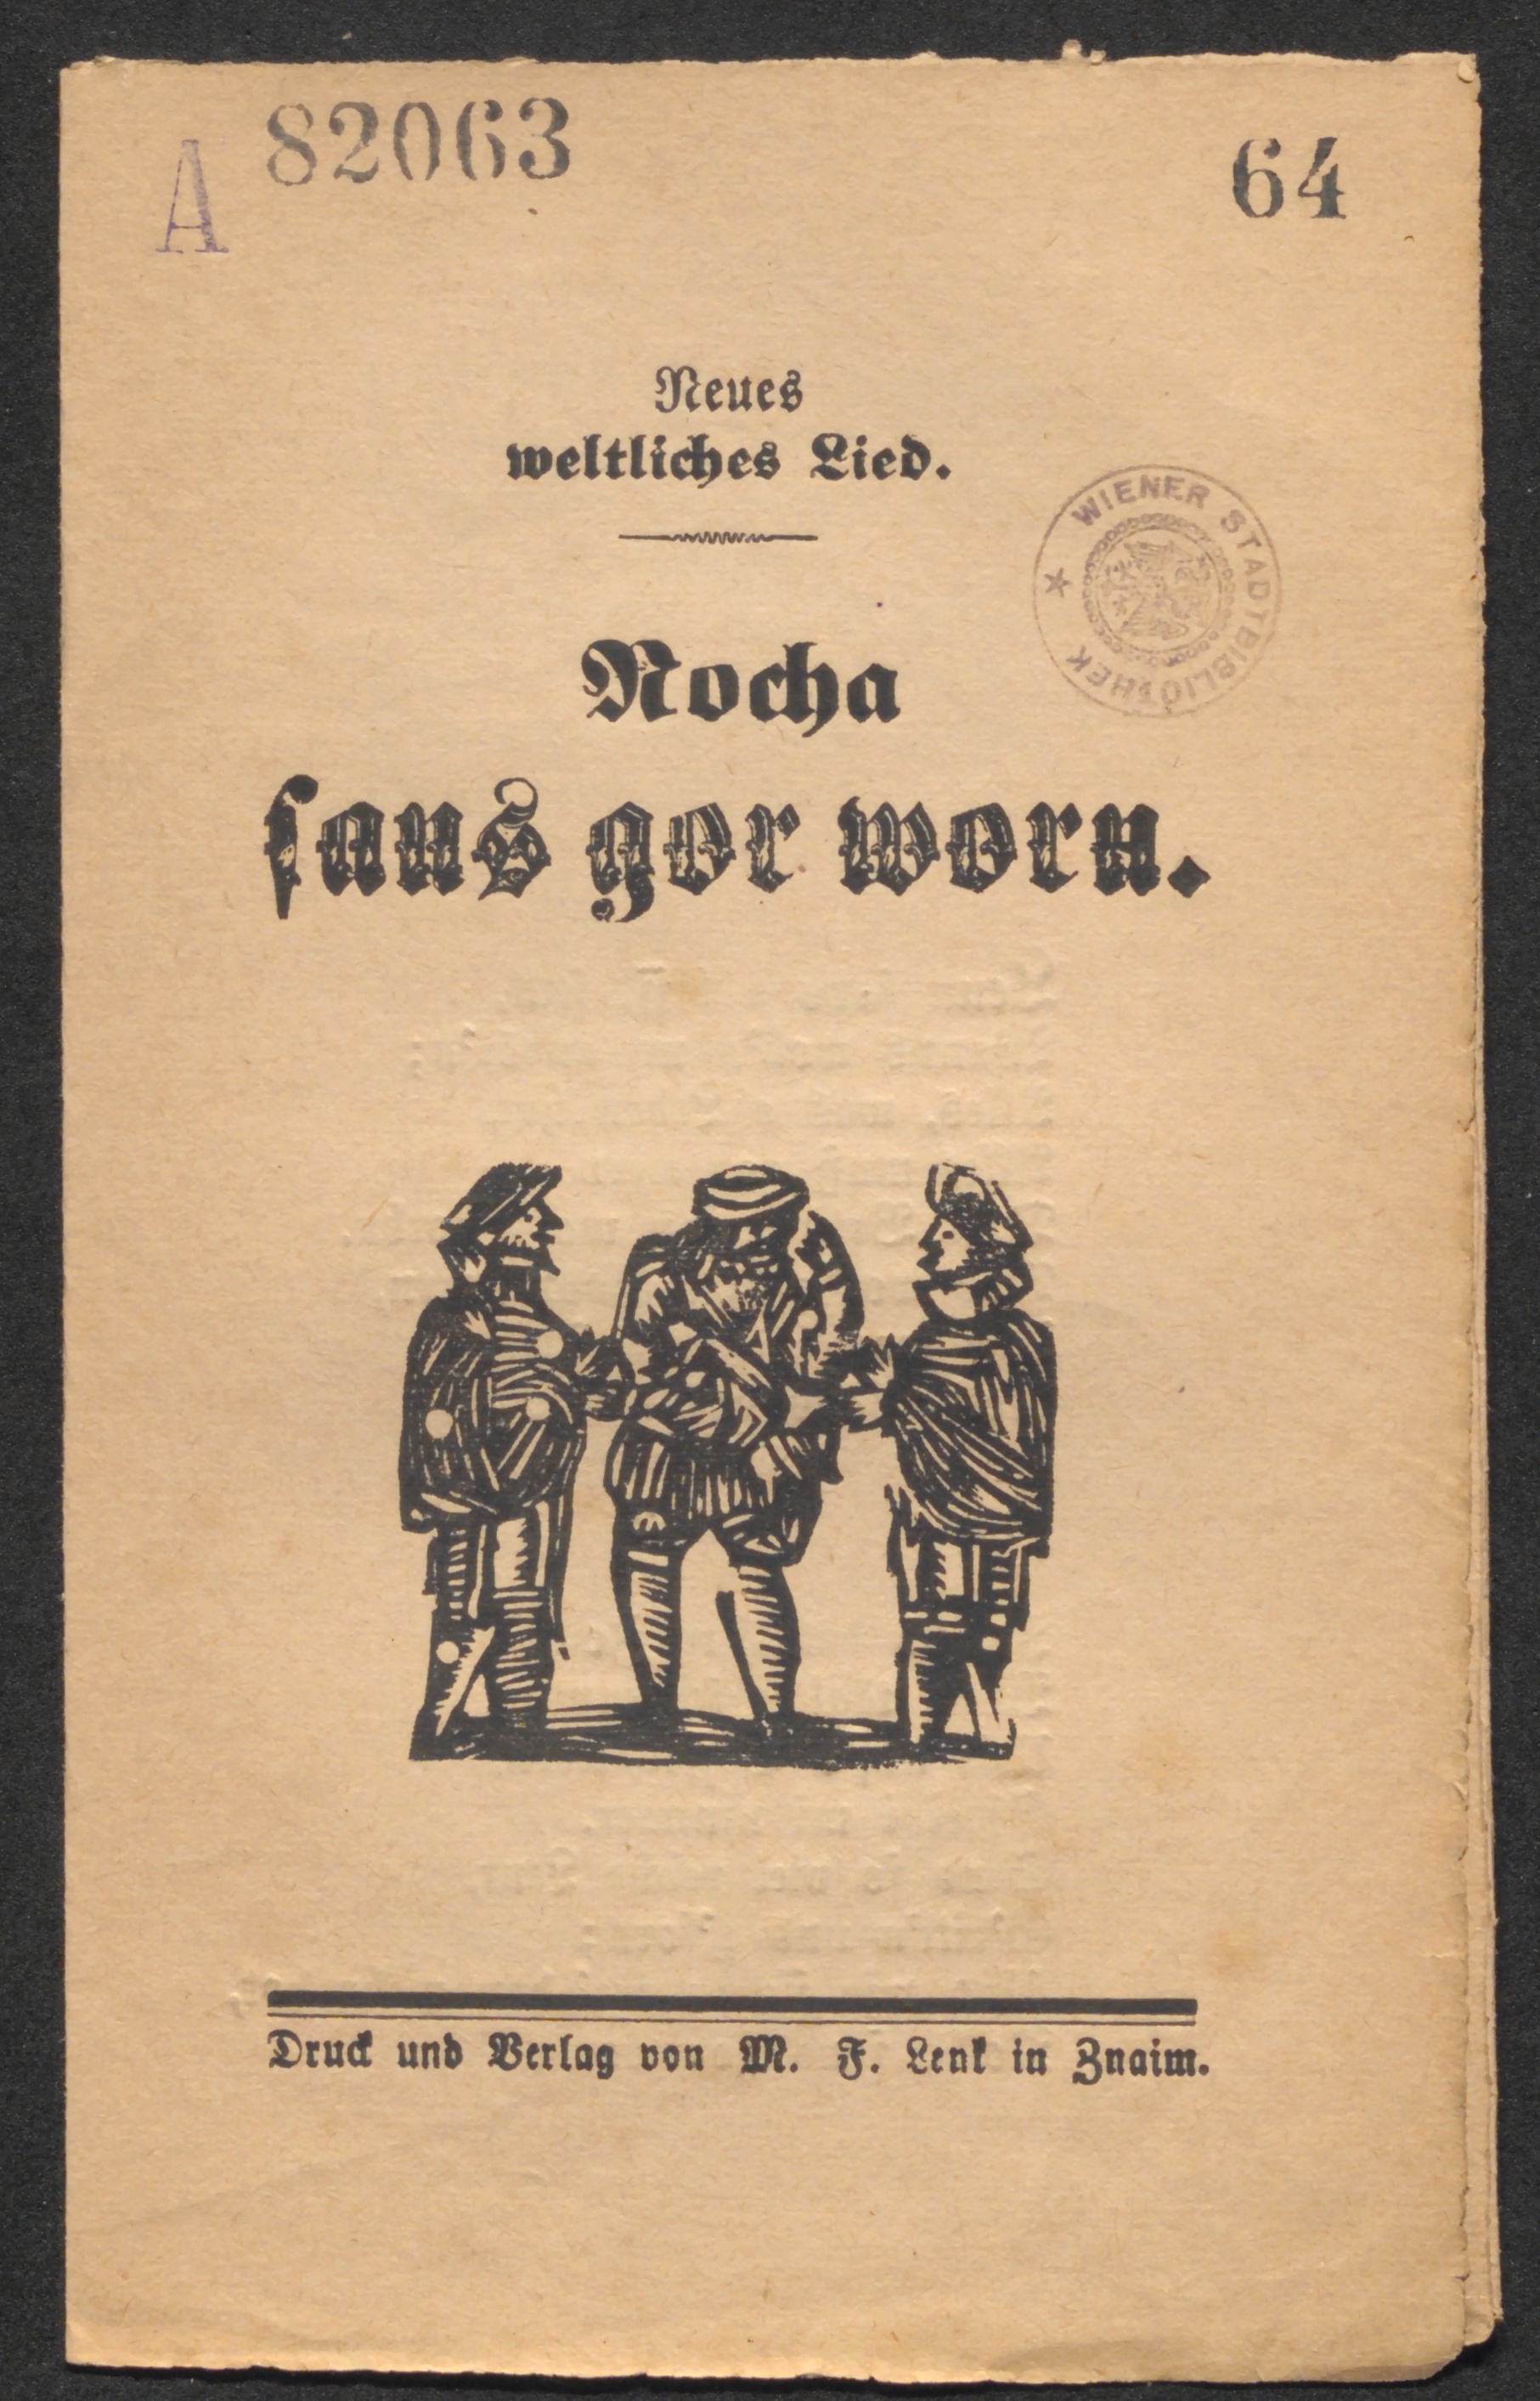 A 82063
64
Neues
weltliches Lied.
WIENER STADTBIBLIOTHEK
Nocha
ſans gor worn.
Druck und Verlag von M. F. Lenk in Znaim.